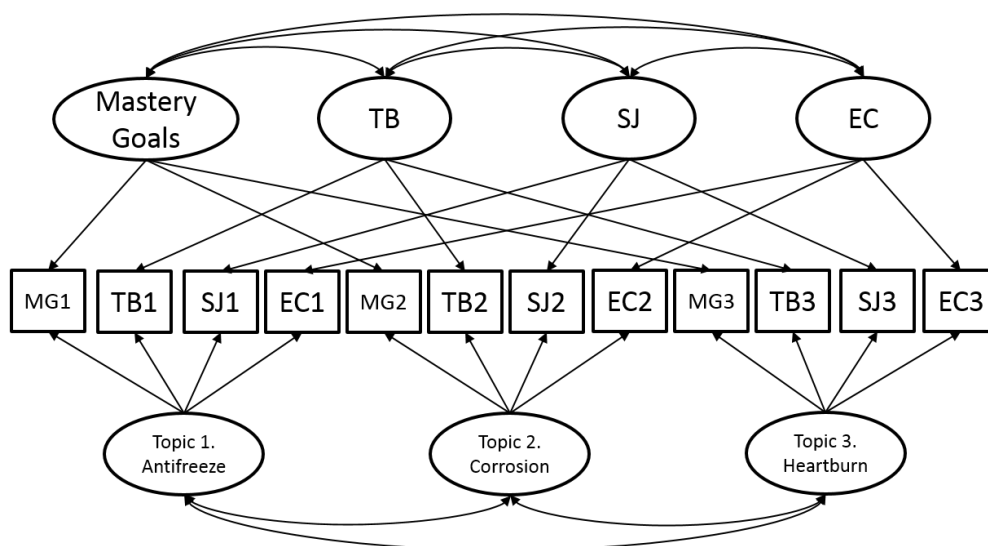 Mastery
Goals
TB
SJ
EC
MG1
TB1
SJ1
EC1
MG2
TB2
SJ2
EC2
MG3
TB3
SJ3
EC3
Topic 1.
Antifreeze
Topic 2.
Corrosion
Topic 3.
Heartburn